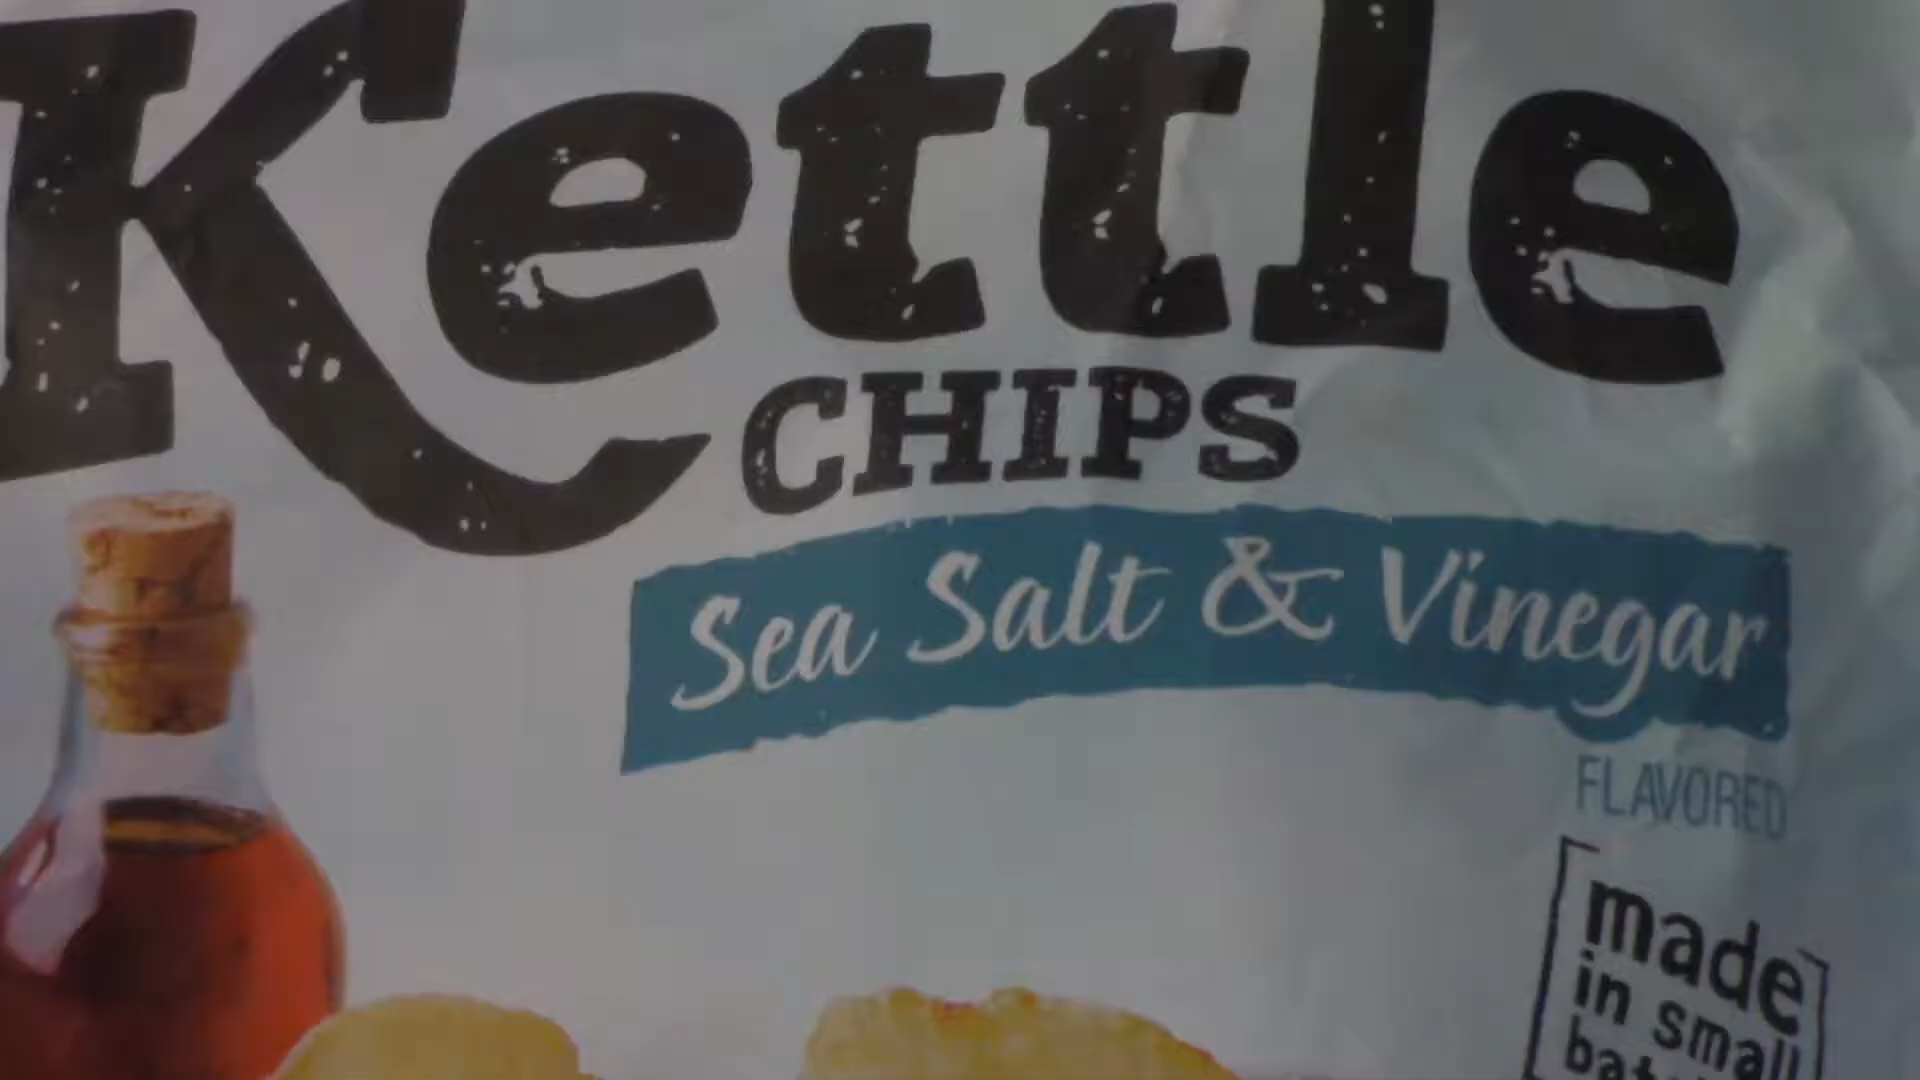 Kettle
CHIPS
Sea Salt & Vinegar
FLAVORED
made
in small